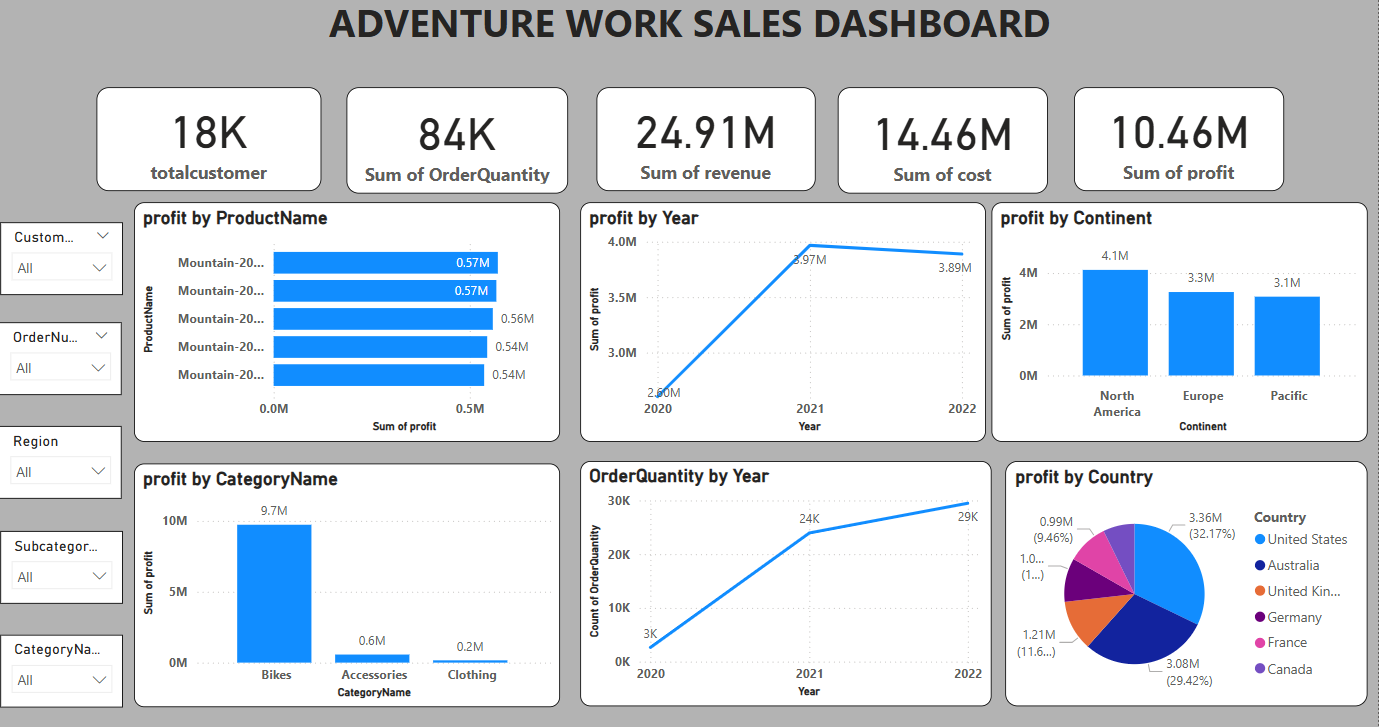 ADVENTURE WORK SALES DASHBOARD
18K
totalcustomer
84K
Sum of OrderQuantity
24.91M
Sum of revenue
14.46M
Sum of cost
10.46M
Sum of profit
Custom...
All
OrderNu...
All
Region
All
Subcategor...
All
CategoryNa...
All
profit by ProductName
ProductName
Mountain-20...
0.57M
Mountain-20...
0.57M
Mountain-20...
0.56M
Mountain-20...
0.54M
Mountain-20...
0.54M
0.0M
0.5M
Sum of profit
profit by Year
Sum of profit
4.0M
3.5M
3.0M
2.60M
3.97M
3.89M
2020
2021
2022
Year
profit by Continent
Sum of profit
4M
2M
0M
4.1M
3.3M
3.1M
North
America
Europe
Pacific
Continent
profit by CategoryName
Sum of profit
10M
5M
0M
9.7M
0.6M
0.2M
Bikes
Accessories
Clothing
CategoryName
OrderQuantity by Year
Count of OrderQuantity
30K
20K
10K
0K
3K
24K
29K
2020
2021
2022
Year
profit by Country
3.36M
(32.17%)
3.08M
(29.42%)
1.21M
(11.6...)
1.0...
(1...)
0.99M
(9.46%)
Country
United States
Australia
United Kin...
Germany
France
Canada